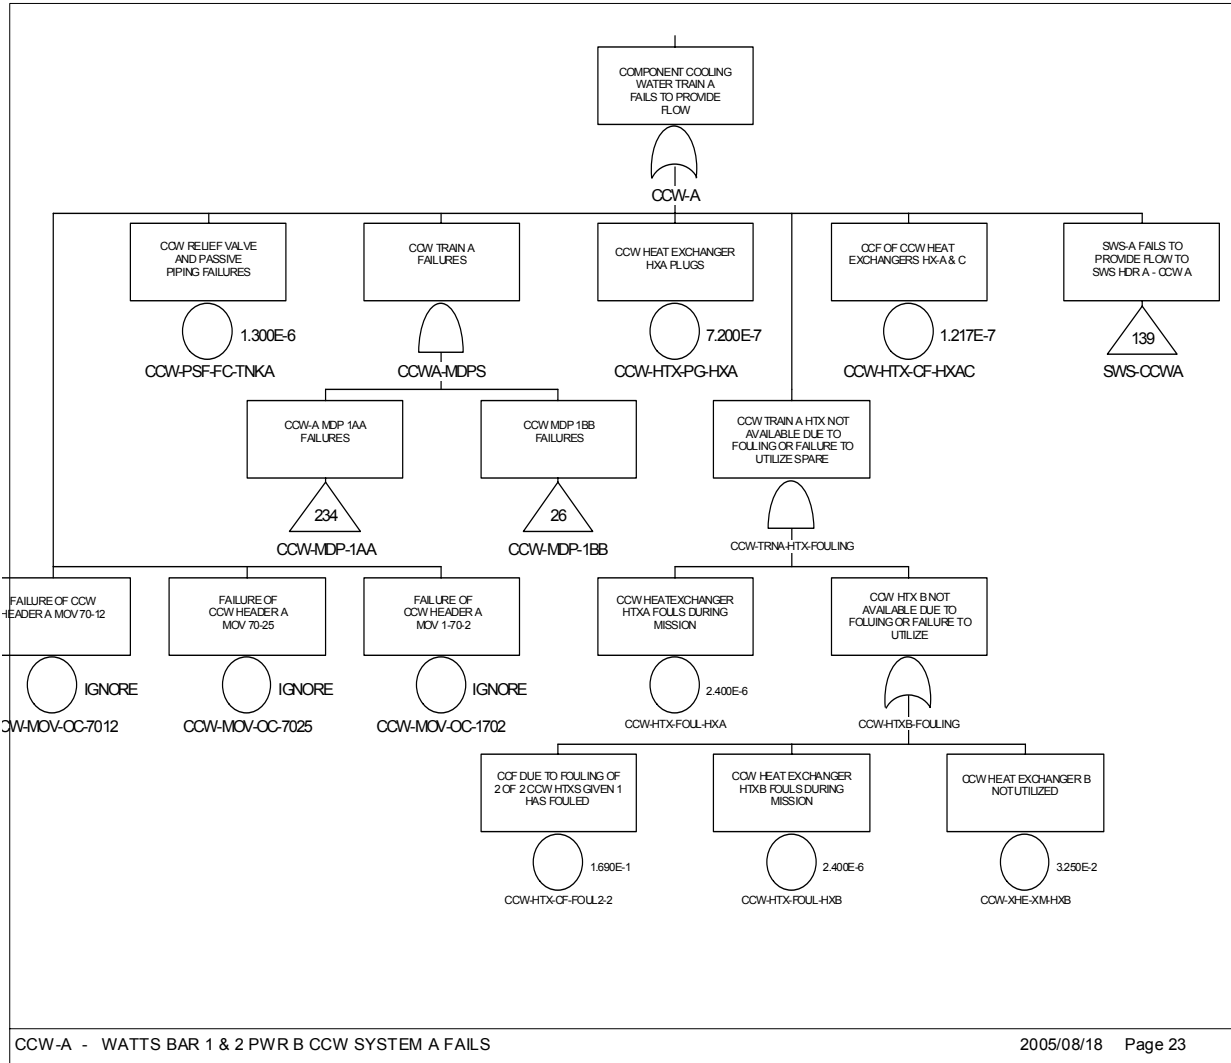 COMPONENT COOLING
WATER TRAIN A
FAILS TO PROVIDE
FLOW
CCW-A
CCW RELIEF VALVE
AND PASSIVE
PIPING FAILURES
1.300E-6
CCW-PSF-FC-TNKA
CCW TRAIN A
FAILURES
CCWA-MDPS
CCW HEAT EXCHANGER
HXA PLUGS
7.200E-7
CCW-HTX-PG-HXA
CCF OF CCW HEAT
EXCHANGERS HX-A & C
1.217E-7
CCW-HTX-CF-HXAC
SWS-A FAILS TO
PROVIDE FLOW TO
SWS HDR A - CCW A
139
SWS-CCWA
CCW-A MDP 1AA
FAILURES
234
CCW-MDP-1AA
CCW MDP 1BB
FAILURES
26
CCW-MDP-1BB
CCW TRAIN A HTX NOT
AVAILABLE DUE TO
FOULING OR FAILURE TO
UTILIZE SPARE
CCW-TRNA-HTX-FOULING
FAILURE OF CCW
HEADER A MOV 70-12
IGNORE
CW-MOV-OC-7012
FAILURE OF
CCW HEADER A
MOV 70-25
IGNORE
CCW-MOV-OC-7025
FAILURE OF
CCW HEADER A
MOV 1-70-2
IGNORE
CCW-MOV-OC-1702
CCW HEATEXCHANGER
HTXA FOULS DURING
MISSION
2.400E-6
CCW-HTX-FOUL-HXA
CCW HTX B NOT
AVAILABLE DUE TO
FOLUING OR FAILURE TO
UTILIZE
CCW-HTXB-FOULING
CCF DUE TO FOULING OF
2 OF 2 CCW HTXS GIVEN 1
HAS FOULED
1.690E-1
CCW-HTX-CF-FOUL2-2
CCW HEAT EXCHANGER
HTXB FOULS DURING
MISSION
2.400E-6
CCW-HTX-FOUL-HXB
CCW HEAT EXCHANGER B
NOT UTILIZED
3.250E-2
CCW-XHE-XM-HXB
CCW-A - WATTS BAR 1 & 2 PWR B CCW SYSTEM A FAILS
2005/08/18 Page 23